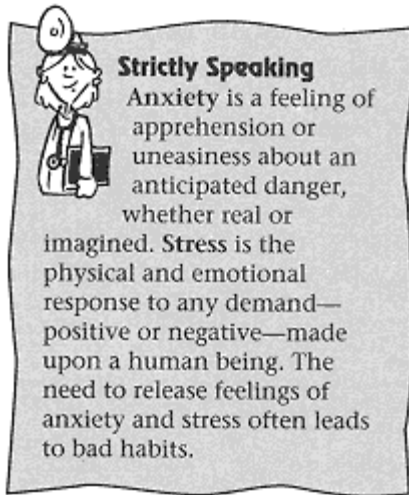 Strictly Speaking
Anxiety is a feeling of
apprehension or
uneasiness about an
anticipated danger,
whether real or
imagined. Stress is the
physical and emotional
response to any demand—
positive or negative—made
upon a human being. The
need to release feelings of
anxiety and stress often leads
to bad habits.